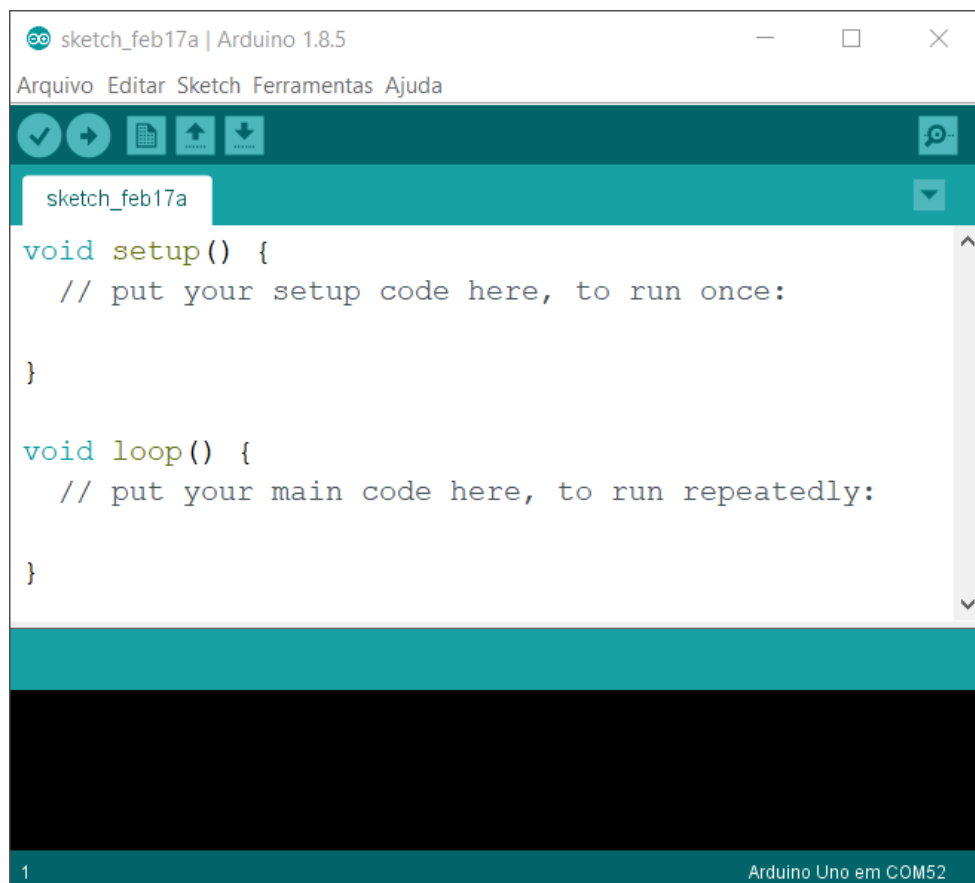 sketch_feb17a | Arduino 1.8.5
Arquivo Editar Sketch Ferramentas Ajuda
sketch_feb17a
void setup() {
  // put your setup code here, to run once:
}
void loop() {
  // put your main code here, to run repeatedly:
}
1 Arduino Uno em COM52